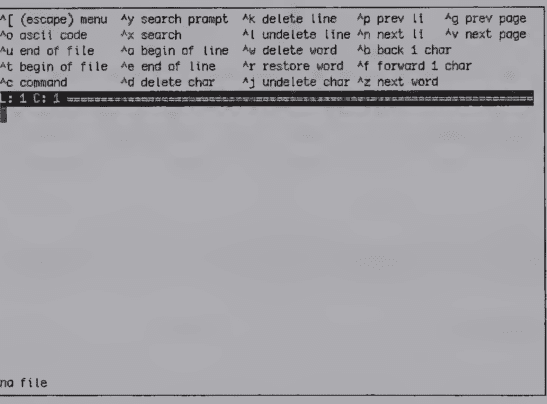 ^[ (escape) menu ^y search prompt ^k delete line ^p prev li ^g prev page
^o ascii code ^x search ^l undelete line ^n next li ^v next page
^u end of file ^a begin of line ^w delete word ^b back 1 char
^t begin of file ^e end of line ^r restore word ^f forward 1 char
^c command ^d delete char ^j undelete char ^z next word
L: 1 C: 1 ========================================================
no file